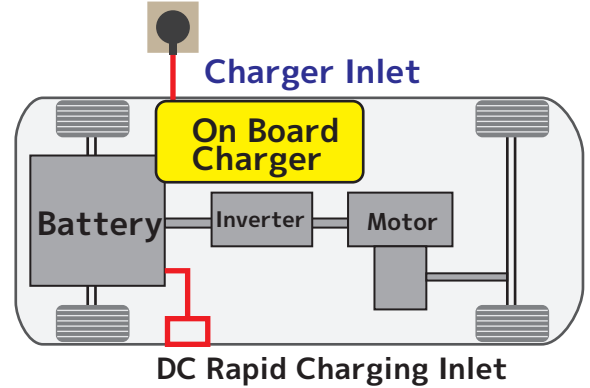 Charger Inlet
On Board
Charger
Battery
Inverter
Motor
DC Rapid Charging Inlet